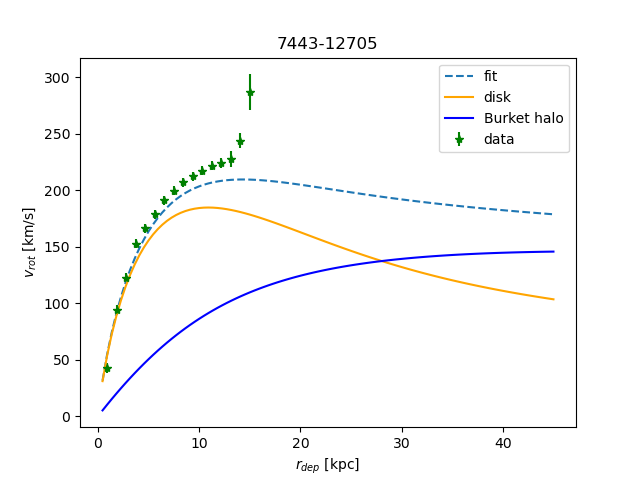 7443-12705
300
250
200
150
100
50
0
v_rot [km/s]
fit
disk
Burket halo
data
0 10 20 30 40
r_dep [kpc]